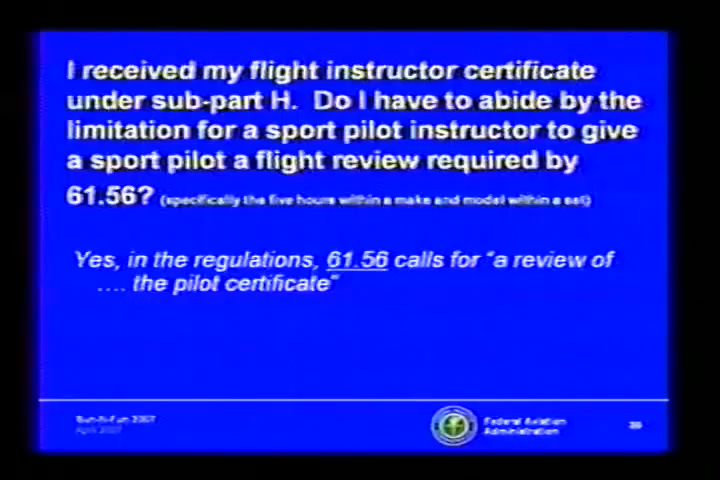 I received my flight instructor certificate
under sub-part H. Do I have to abide by the
limitation for a sport pilot instructor to give
a sport pilot a flight review required by
61.56? (specifically the five hours within a make and model within a set)
Yes, in the regulations, 61.56 calls for "a review of
.... the pilot certificate"
Sun-N-Fun 2007
April 2007
Federal Aviation
Administration